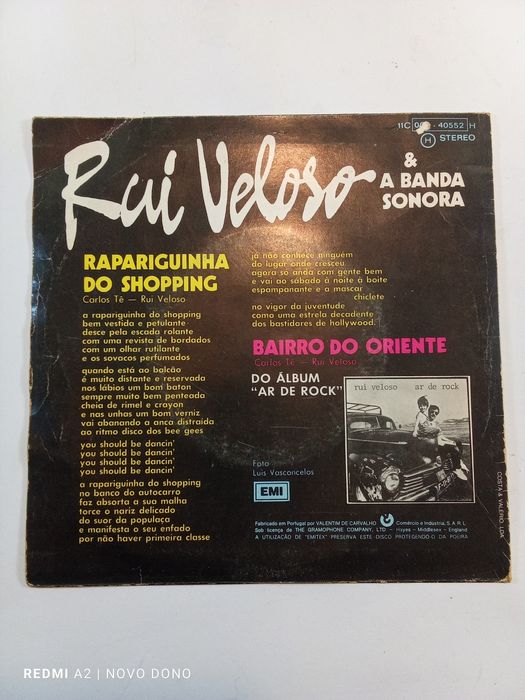 11C 008 - 40552 H
H STEREO
Rui Veloso
&
A BANDA
SONORA
RAPARIGUINHA
DO SHOPPING
Carlos Tê — Rui Veloso
a rapariguinha do shopping
bem vestida e petulante
desce pela escada rolante
com uma revista de bordados
com um olhar rutilante
e os sovacos perfumados
quando está ao balcão
é muito distante e reservada
nos lábios um bom baton
sempre muito bem penteada
cheia de rimel e crayon
e nas unhas um bom verniz
vai abanando a anca distraída
ao ritmo disco dos bee gees
you should be dancin'
you should be dancin'
you should be dancin'
you should be dancin'
a rapariguinha do shopping
no banco do autocarro
faz absorta a sua malha
torce o nariz delicado
do suor da populaça
e manifesta o seu enfado
por não haver primeira classe
já não conhece ninguém
do lugar onde cresceu
agora só anda com gente bem
e vai ao sábado à noite à boite
espampanante e a mascar
chiclete
no vigor da juventude
como uma estrela decadente
dos bastidores de hollywood.
BAIRRO DO ORIENTE
Carlos Tê — Rui Veloso
DO ÁLBUM
"AR DE ROCK"
rui veloso ar de rock
Foto
Luis Vasconcelos
EMI
Fabricado em Portugal por VALENTIM DE CARVALHO Comércio e Indústria, S.A.R.L.
Sob licença de THE GRAMOPHONE COMPANY, LTD. — Hayes - Middlesex - England
A UTILIZAÇÃO DE "EMITEX" PRESERVA ESTE DISCO PROTEGENDO-O DA POEIRA
COSTA & VALERIO, LDA.
REDMI A2 | NOVO DONO